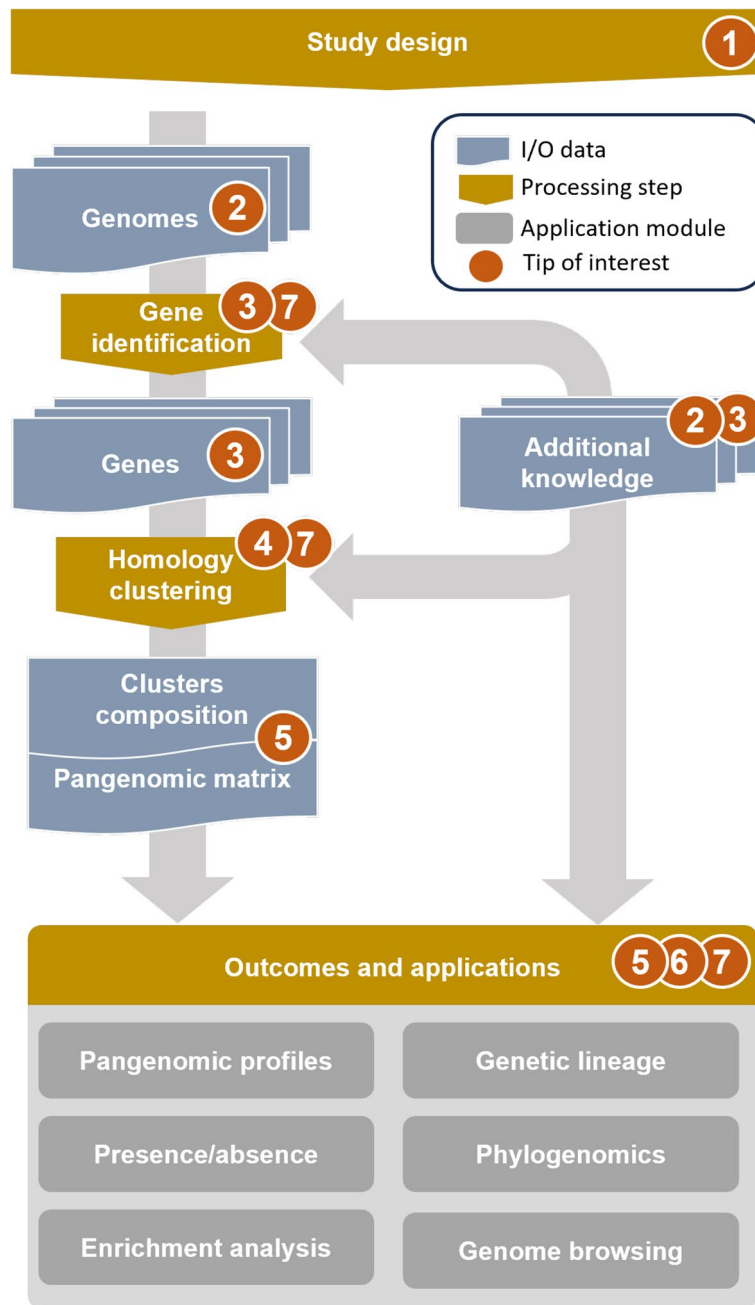 Study design
1
I/O data
Processing step
Application module
Tip of interest
Genomes
2
Gene
identification
3
7
Genes
3
Additional
knowledge
2
3
Homology
clustering
4
7
Clusters
composition
5
Pangenomic matrix
Outcomes and applications
5
6
7
Pangenomic profiles
Genetic lineage
Presence/absence
Phylogenomics
Enrichment analysis
Genome browsing